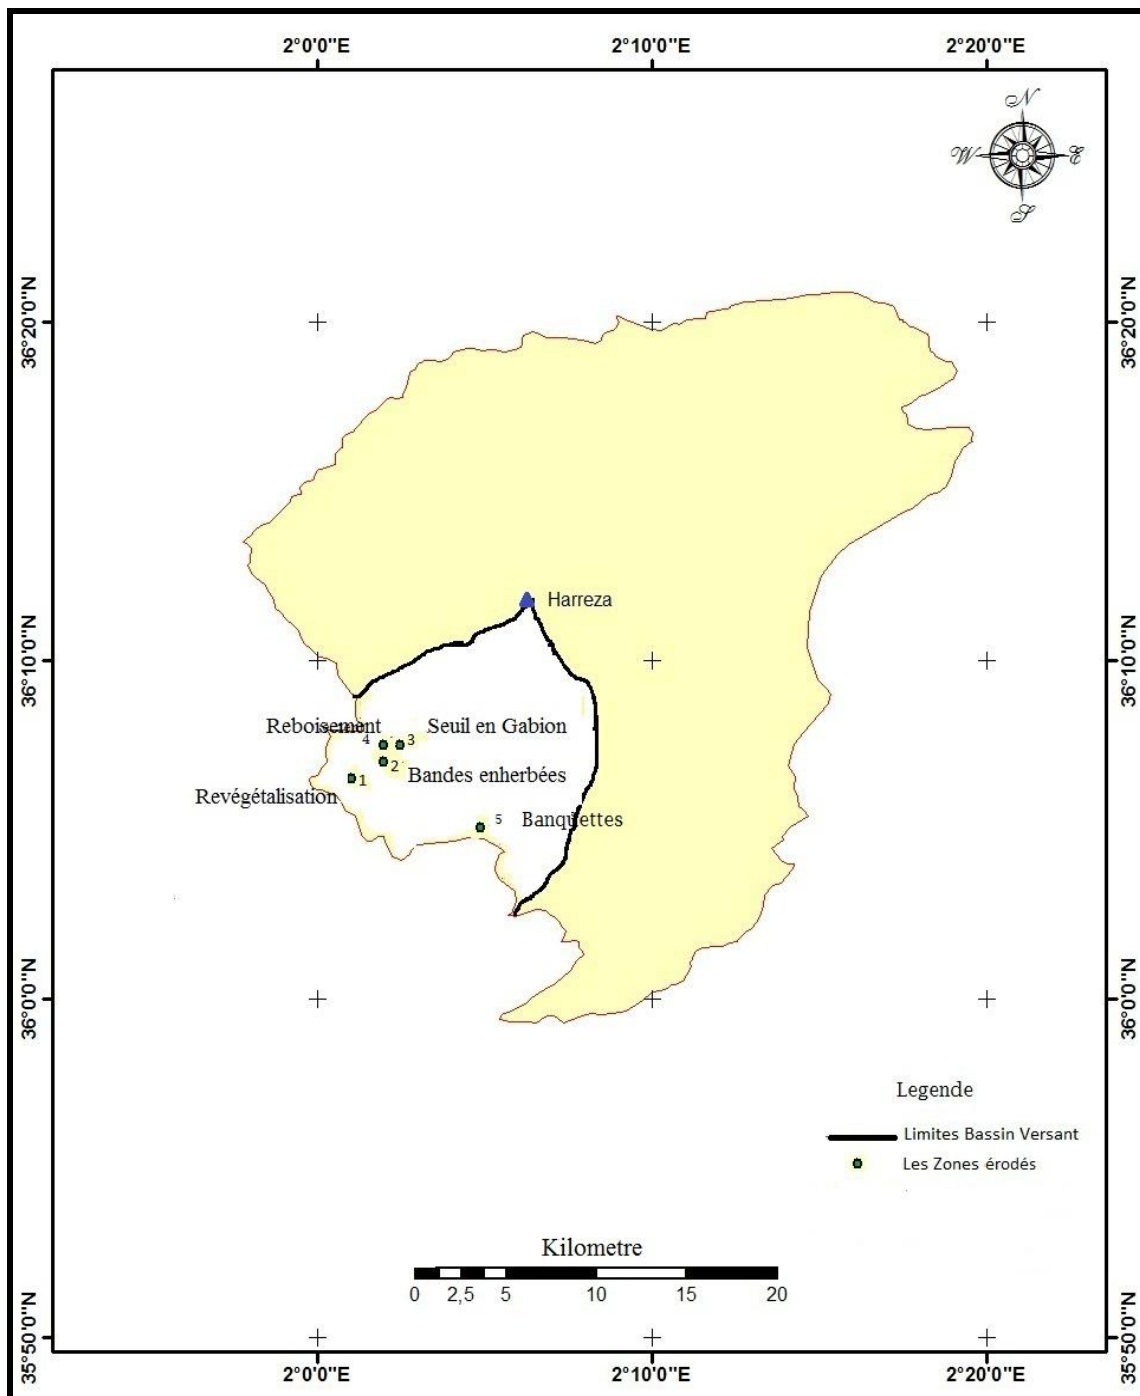 2°0'0"E 2°10'0"E 2°20'0"E
N
W E
S
36°20'0"N 36°20'0"N
Harreza
36°10'0"N 36°10'0"N
Reboisement Seuil en Gabion
4 3
2
Bandes enherbées
1
Revégétalisation
5 Banquettes
36°0'0"N 36°0'0"N
Legende
Limites Bassin Versant
Les Zones érodés
Kilometre
0 2,5 5 10 15 20
35°50'0"N 35°50'0"N
2°0'0"E 2°10'0"E 2°20'0"E